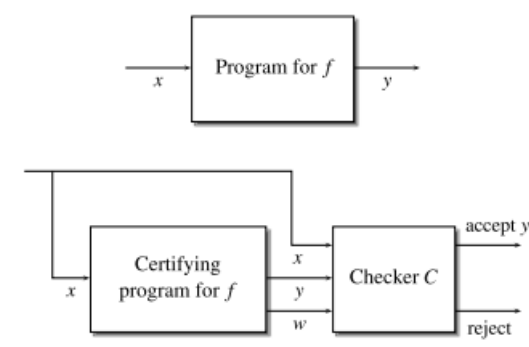 Program for f
x
y
accept y
Certifying
program for f
x
x
y
w
Checker C
reject